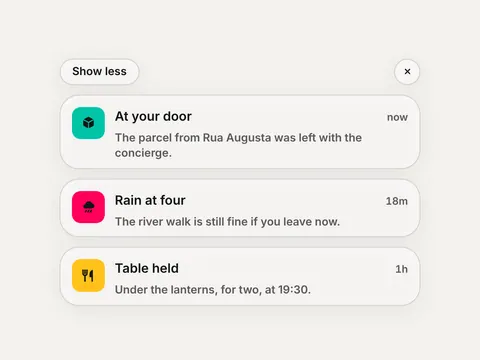 Show less
×
At your door
now
The parcel from Rua Augusta was left with the
concierge.
Rain at four
18m
The river walk is still fine if you leave now.
Table held
1h
Under the lanterns, for two, at 19:30.